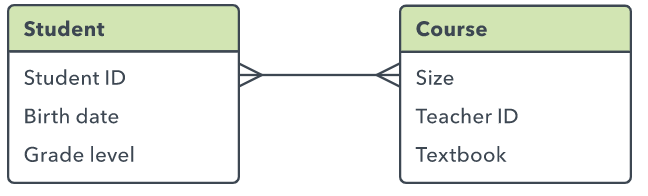 Student
Student ID
Birth date
Grade level
Course
Size
Teacher ID
Textbook